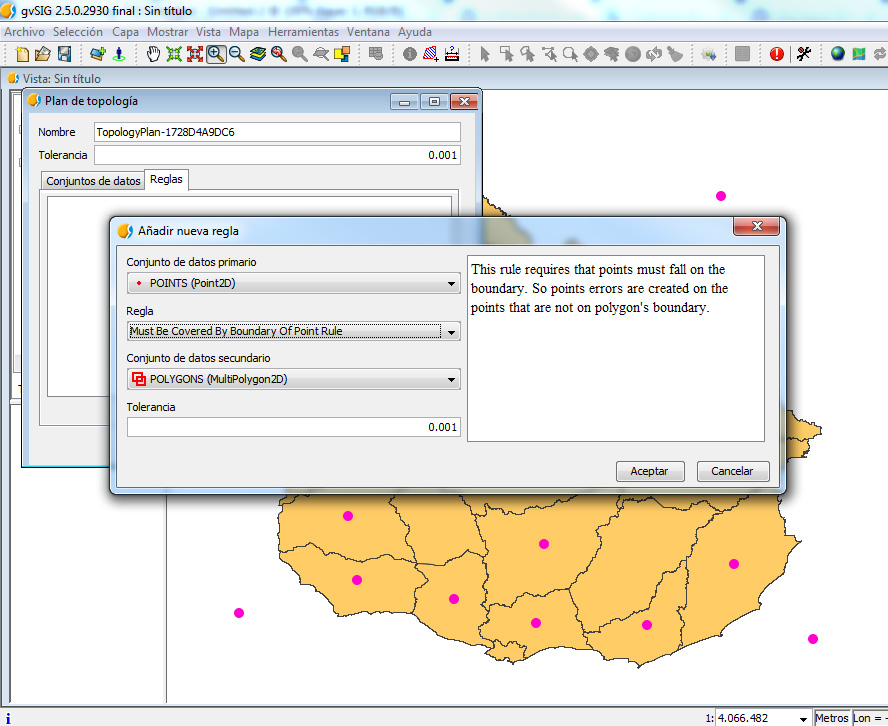 gvSIG 2.5.0.2930 final : Sin título
Archivo Selección Capa Mostrar Vista Mapa Herramientas Ventana Ayuda
Vista: Sin título
Plan de topología
Nombre TopologyPlan-1728D4A9DC6
Tolerancia 0.001
Conjuntos de datos Reglas
Añadir nueva regla
Conjunto de datos primario
POINTS (Point2D)
Regla
Must Be Covered By Boundary Of Point Rule
Conjunto de datos secundario
POLYGONS (MultiPolygon2D)
Tolerancia
0.001
This rule requires that points must fall on the
boundary. So points errors are created on the
points that are not on polygon's boundary.
Aceptar Cancelar
1: 4.066.482 Metros Lon = -